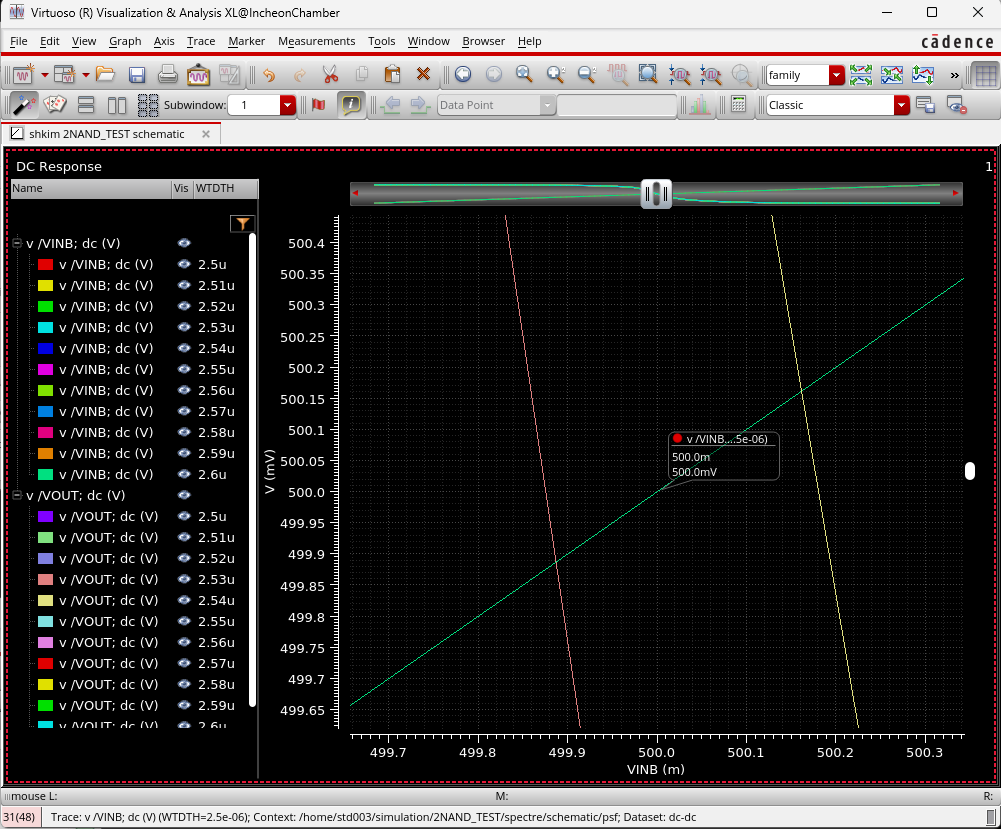 Virtuoso (R) Visualization & Analysis XL@IncheonChamber
File Edit View Graph Axis Trace Marker Measurements Tools Window Browser Help
cādence
family
Subwindow: 1
Data Point
Classic
shkim 2NAND_TEST schematic
DC Response
1
Name Vis WTDTH
v /VINB; dc (V)
v /VINB; dc (V) 2.5u
v /VINB; dc (V) 2.51u
v /VINB; dc (V) 2.52u
v /VINB; dc (V) 2.53u
v /VINB; dc (V) 2.54u
v /VINB; dc (V) 2.55u
v /VINB; dc (V) 2.56u
v /VINB; dc (V) 2.57u
v /VINB; dc (V) 2.58u
v /VINB; dc (V) 2.59u
v /VINB; dc (V) 2.6u
v /VOUT; dc (V)
v /VOUT; dc (V) 2.5u
v /VOUT; dc (V) 2.51u
v /VOUT; dc (V) 2.52u
v /VOUT; dc (V) 2.53u
v /VOUT; dc (V) 2.54u
v /VOUT; dc (V) 2.55u
v /VOUT; dc (V) 2.56u
v /VOUT; dc (V) 2.57u
v /VOUT; dc (V) 2.58u
v /VOUT; dc (V) 2.59u
v /VOUT; dc (V) 2.6u
V (mV)
500.4
500.35
500.3
500.25
500.2
500.15
500.1
500.05
500.0
499.95
499.9
499.85
499.8
499.75
499.7
499.65
v /VINB...5e-06)
500.0m
500.0mV
499.7 499.8 499.9 500.0 500.1 500.2 500.3
VINB (m)
mouse L: M: R:
31(48) Trace: v /VINB; dc (V) (WTDTH=2.5e-06); Context: /home/std003/simulation/2NAND_TEST/spectre/schematic/psf; Dataset: dc-dc